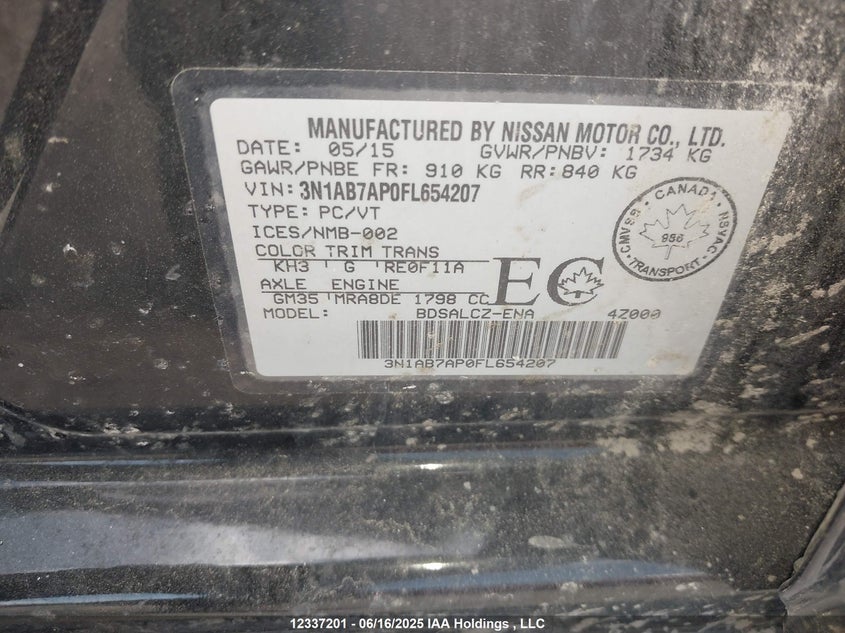 MANUFACTURED BY NISSAN MOTOR CO., LTD.
DATE: 05/15 GVWR/PNBV: 1734 KG
GAWR/PNBE FR: 910 KG RR: 840 KG
VIN: 3N1AB7AP0FL654207
TYPE: PC/VT
ICES/NMB-002
COLOR TRIM TRANS
KH3 ' G ' RE0F11A
AXLE ENGINE
GM35 ' MRA8DE 1798 CC
EC
MODEL: BDSALCZ-ENA 4Z000
3N1AB7AP0FL654207
CANADA
CMVSS NSVAC
TRANSPORT
12337201 - 06/16/2025 IAA Holdings , LLC